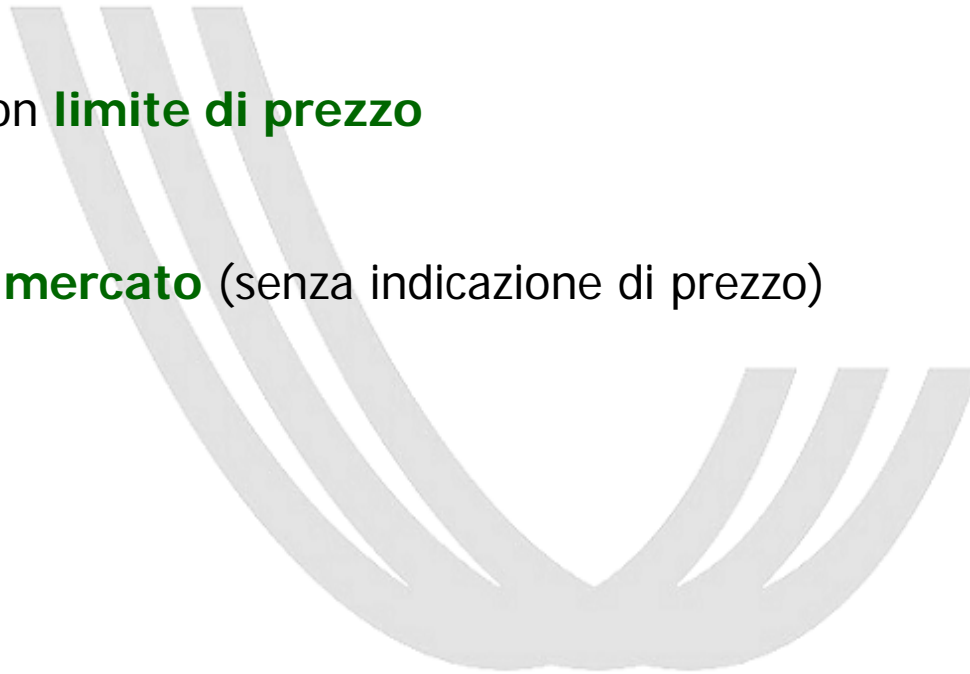 on limite di prezzo
mercato (senza indicazione di prezzo)